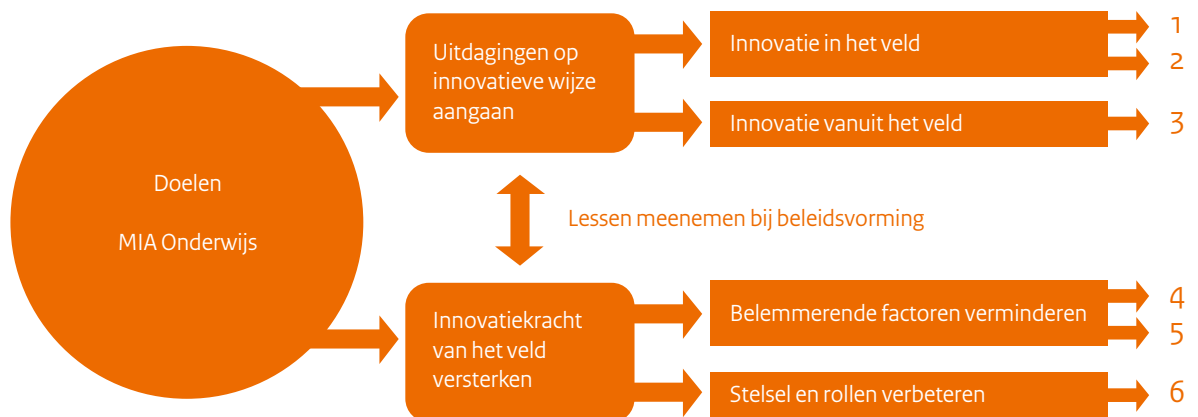 Doelen
MIA Onderwijs
Uitdagingen op
innovatieve wijze
aangaan
Innovatie in het veld
1
2
Innovatie vanuit het veld
3
Lessen meenemen bij beleidsvorming
Innovatiekracht
van het veld
versterken
Belemmerende factoren verminderen
4
5
Stelsel en rollen verbeteren
6